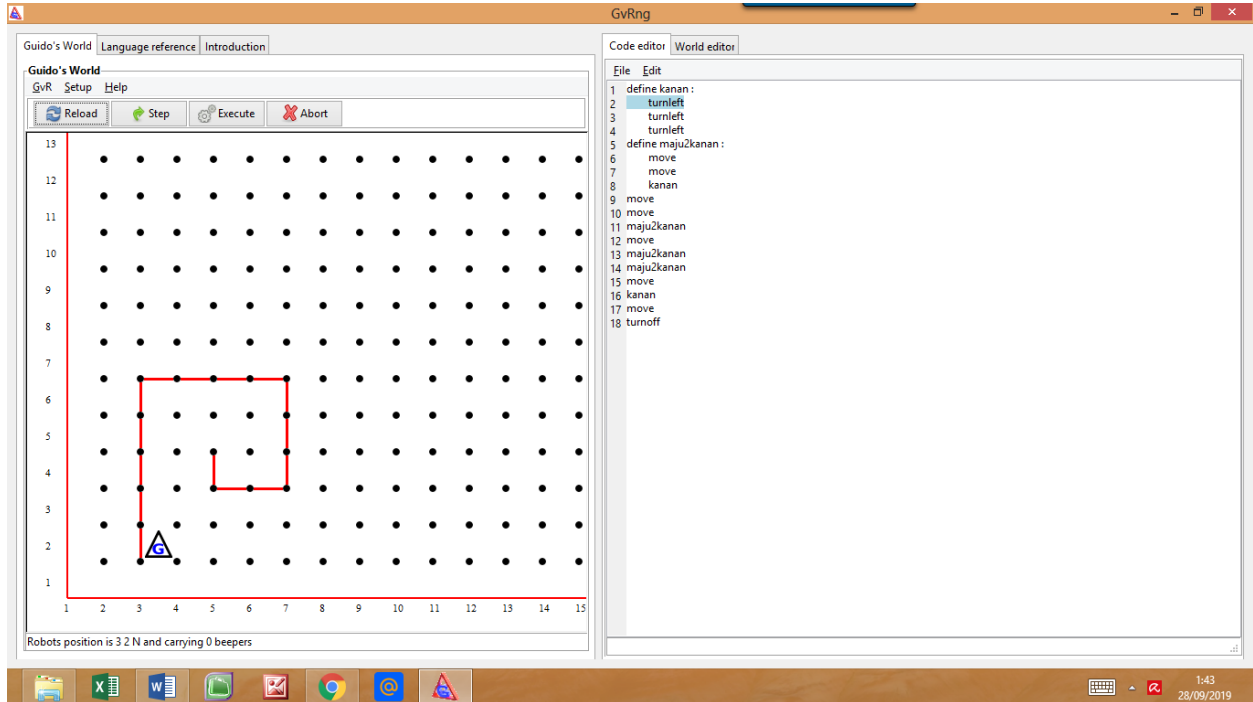 GvRng
Guido's World Language reference Introduction
Guido's World
GvR Setup Help
Reload Step Execute Abort
13
12
11
10
9
8
7
6
5
4
3
2
1
G
1 2 3 4 5 6 7 8 9 10 11 12 13 14 15
Robots position is 3 2 N and carrying 0 beepers
Code editor World editor
File Edit
1 define kanan :
2 turnleft
3 turnleft
4 turnleft
5 define maju2kanan :
6 move
7 move
8 kanan
9 move
10 move
11 maju2kanan
12 move
13 maju2kanan
14 maju2kanan
15 move
16 kanan
17 move
18 turnoff
1:43
28/09/2019